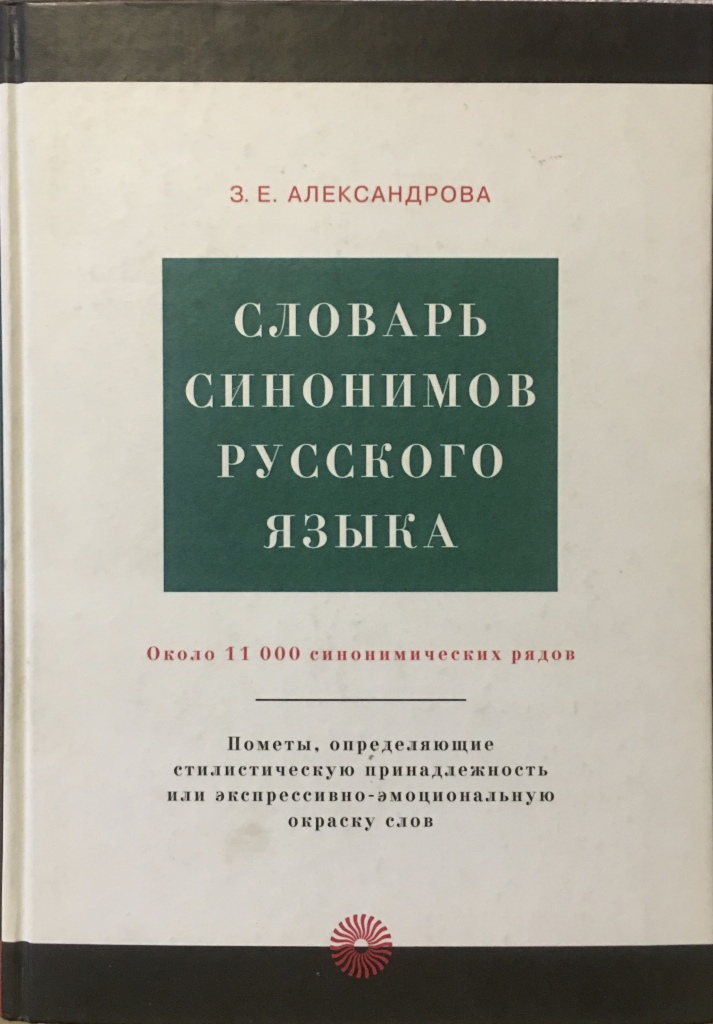 З. Е. АЛЕКСАНДРОВА
СЛОВАРЬ
СИНОНИМОВ
РУССКОГО
ЯЗЫКА
Около 11 000 синонимических рядов
Пометы, определяющие
стилистическую принадлежность
или экспрессивно-эмоциональную
окраску слов